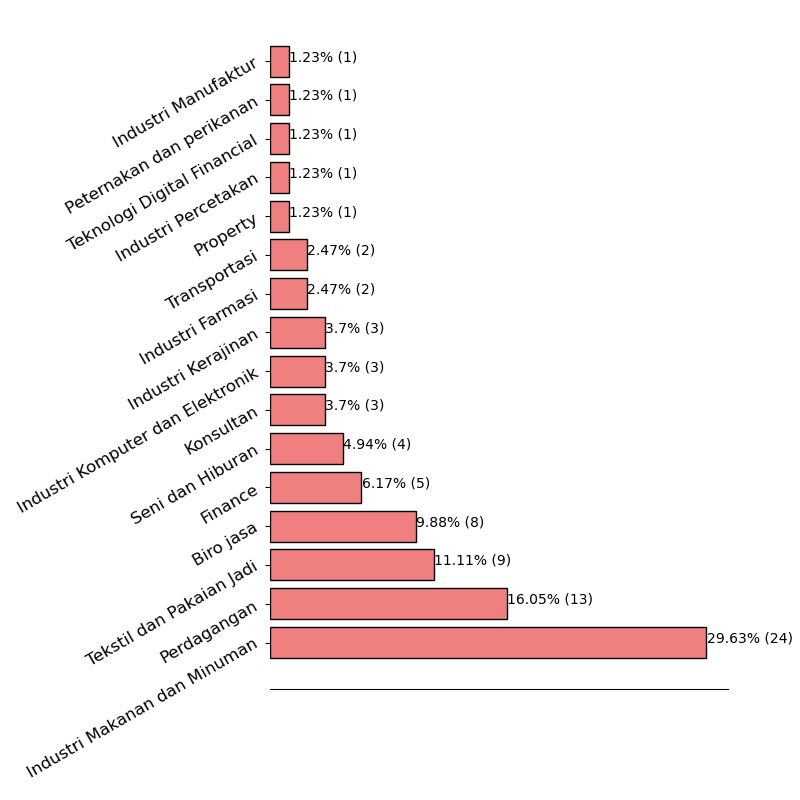 Industri Manufaktur 1.23% (1)
Peternakan dan perikanan 1.23% (1)
Teknologi Digital Financial 1.23% (1)
Industri Percetakan 1.23% (1)
Property 1.23% (1)
Transportasi 2.47% (2)
Industri Farmasi 2.47% (2)
Industri Kerajinan 3.7% (3)
Industri Komputer dan Elektronik 3.7% (3)
Konsultan 3.7% (3)
Seni dan Hiburan 4.94% (4)
Finance 6.17% (5)
Biro jasa 9.88% (8)
Tekstil dan Pakaian Jadi 11.11% (9)
Perdagangan 16.05% (13)
Industri Makanan dan Minuman 29.63% (24)